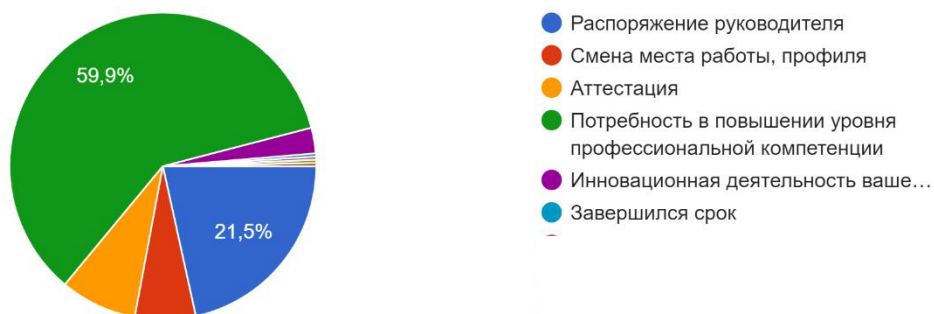 59,9%
21,5%
Распоряжение руководителя
Смена места работы, профиля
Аттестация
Потребность в повышении уровня
профессиональной компетенции
Инновационная деятельность ваше…
Завершился срок